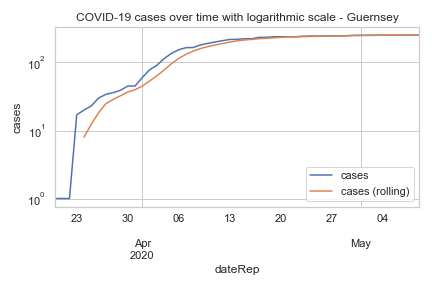 COVID-19 cases over time with logarithmic scale - Guernsey
cases
10²
10¹
10⁰
cases
cases (rolling)
23 30 06 13 20 27 04
Apr May
2020
dateRep